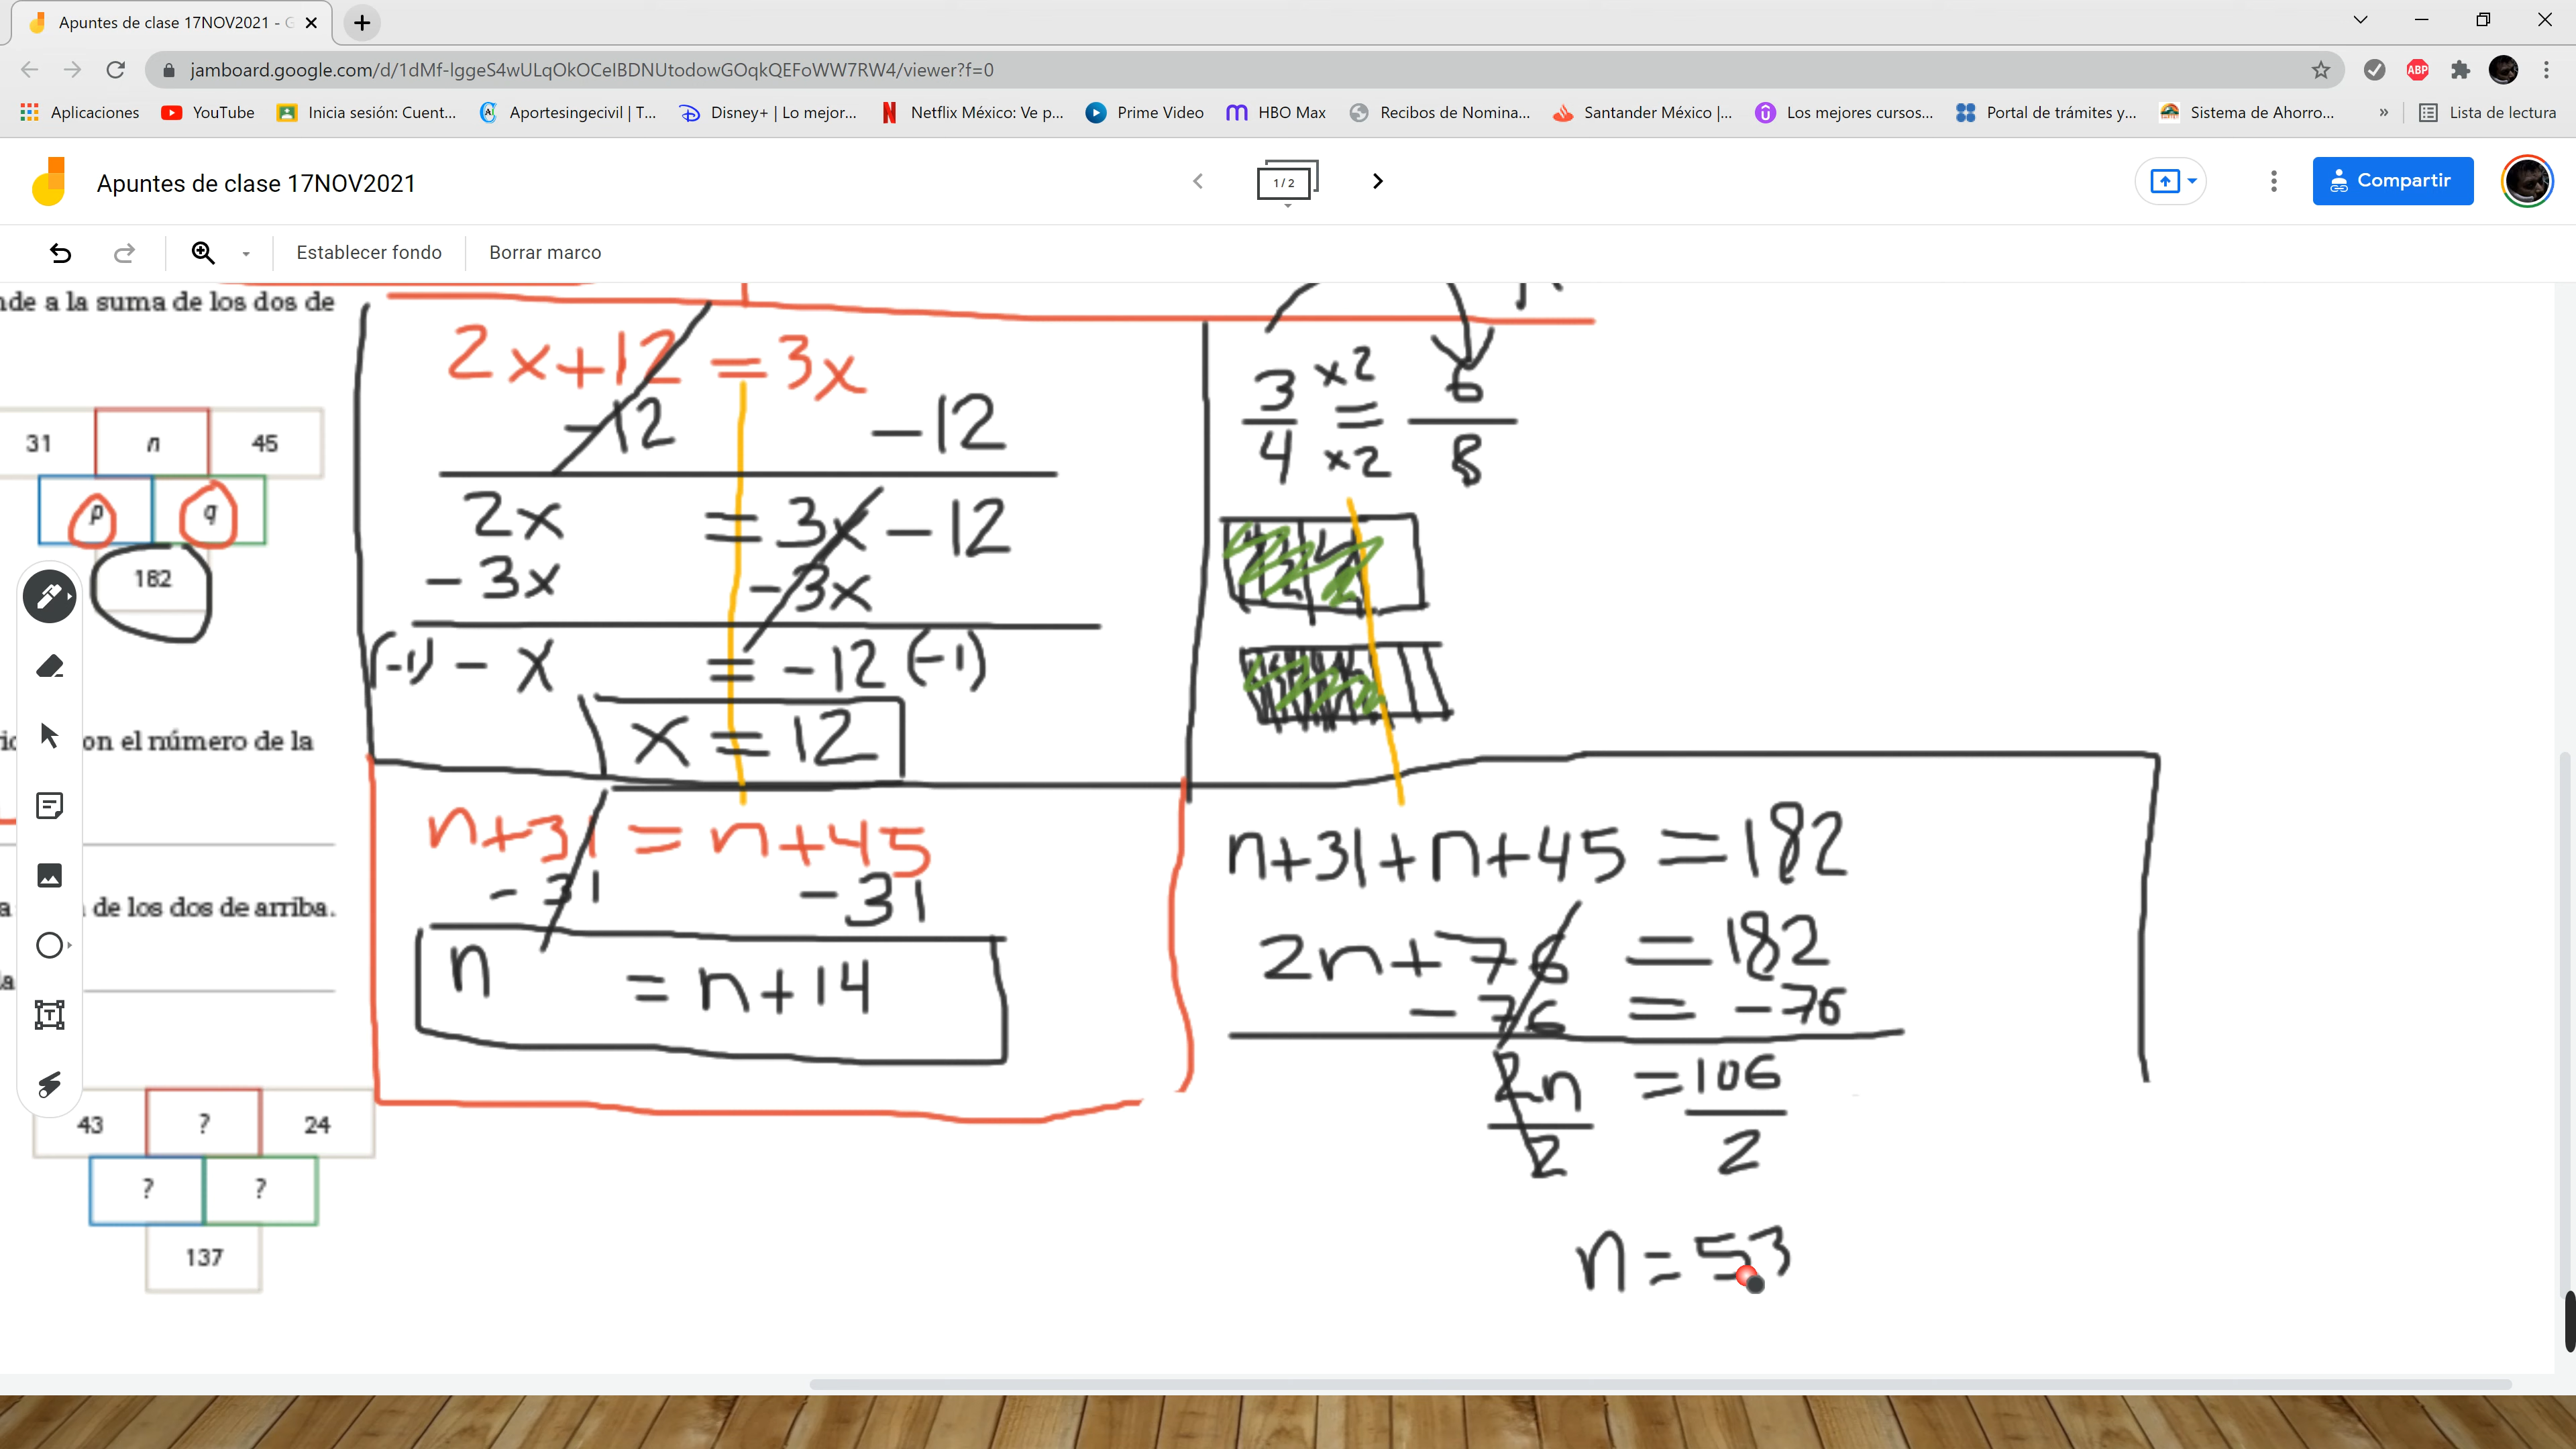 Apuntes de clase 17NOV2021 - G
jamboard.google.com/d/1dMf-IggeS4wULqOkOCeIBDNUtodowGOqkQEFoWW7RW4/viewer?f=0
ABP
Aplicaciones YouTube Inicia sesión: Cuent... Aportesingecivil | T... Disney+ | Lo mejor... Netflix México: Ve p... Prime Video HBO Max Recibos de Nomina... Santander México |... Los mejores cursos... Portal de trámites y... Sistema de Ahorro... » Lista de lectura
Apuntes de clase 17NOV2021
1 / 2
Compartir
Establecer fondo Borrar marco
nde a la suma de los dos de
31 n 45
p q
182
on el número de la
de los dos de arriba.
la
43 ? 24
? ?
137
2x+12 = 3x
-12 -12
2x = 3x - 12
- 3x - 3x
(-1) - x = -12 (-1)
x = 12
3/4 x2 = x2 6/8
n+31 = n+45
- 31 - 31
n = n+14
n+31+n+45 = 182
2n+76 = 182
- 76 = -76
2n/2 = 106/2
n = 53